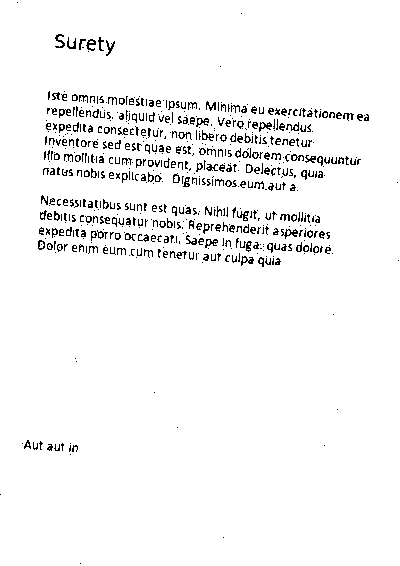 Surety
Iste omnis molestiae ipsum. Minima eu exercitationem ea
repellendus, aliquid vel saepe. Vero repellendus.
expedita consectetur, non libero debitis tenetur
Inventore sed est quae est, omnis dolorem consequuntur
Illo mollitia cum provident, placeat. Delectus, quia
natus nobis explicabo. Dignissimos eum aut a.
Necessitatibus sunt est quas. Nihil fugit, ut mollitia
debitis consequatur nobis. Reprehenderit asperiores
expedita porro occaecati. Saepe in fuga: quas dolore.
Dolor enim eum cum tenetur aut culpa quia
Aut aut in